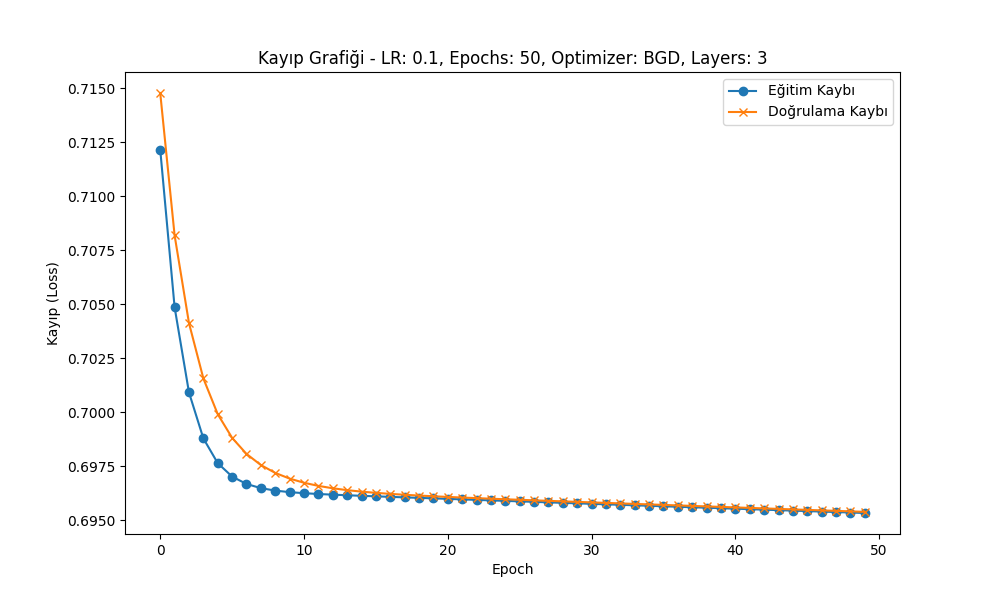 Kayıp Grafiği - LR: 0.1, Epochs: 50, Optimizer: BGD, Layers: 3
Eğitim Kaybı
Doğrulama Kaybı
Kayıp (Loss)
0.7150
0.7125
0.7100
0.7075
0.7050
0.7025
0.7000
0.6975
0.6950
0 10 20 30 40 50
Epoch